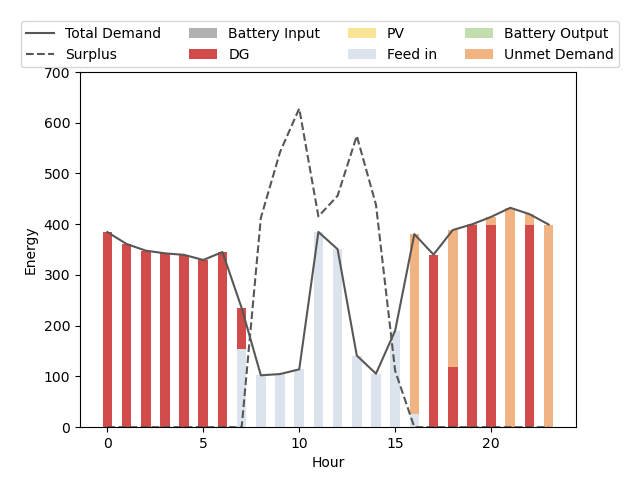 Total Demand Battery Input PV Battery Output
Surplus DG Feed in Unmet Demand
700
600
500
400
300
200
100
0
Energy
0 5 10 15 20
Hour